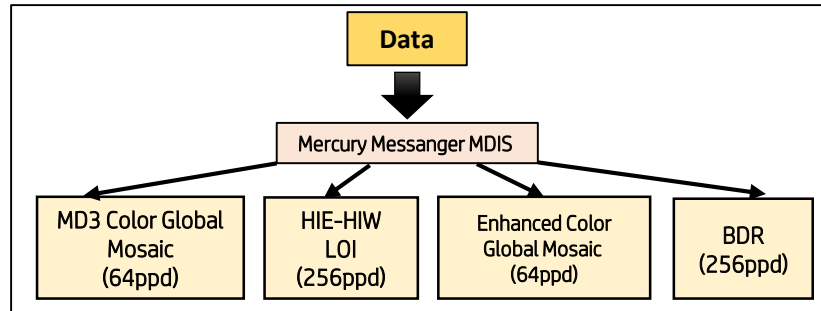 Data
Mercury Messanger MDIS
MD3 Color Global
Mosaic
(64ppd)
HIE-HIW
LOI
(256ppd)
Enhanced Color
Global Mosaic
(64ppd)
BDR
(256ppd)